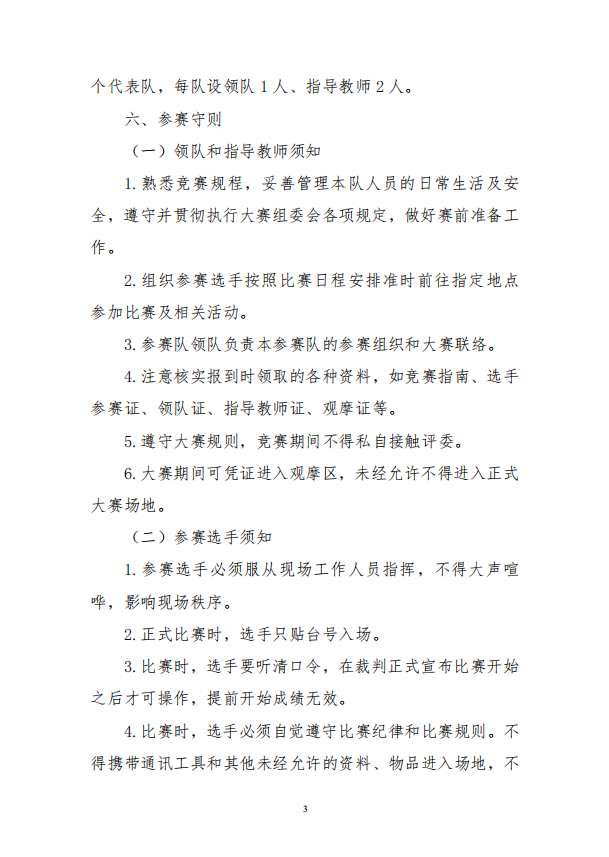 个代表队，每队设领队 1 人、指导教师 2 人。
六、参赛守则
（一）领队和指导教师须知
1.熟悉竞赛规程，妥善管理本队人员的日常生活及安
全，遵守并贯彻执行大赛组委会各项规定，做好赛前准备工
作。
2.组织参赛选手按照比赛日程安排准时前往指定地点
参加比赛及相关活动。
3.参赛队领队负责本参赛队的参赛组织和大赛联络。
4.注意核实报到时领取的各种资料，如竞赛指南、选手
参赛证、领队证、指导教师证、观摩证等。
5.遵守大赛规则，竞赛期间不得私自接触评委。
6.大赛期间可凭证进入观摩区，未经允许不得进入正式
大赛场地。
（二）参赛选手须知
1.参赛选手必须服从现场工作人员指挥，不得大声喧
哗，影响现场秩序。
2.正式比赛时，选手只贴台号入场。
3.比赛时，选手要听清口令，在裁判正式宣布比赛开始
之后才可操作，提前开始成绩无效。
4.比赛时，选手必须自觉遵守比赛纪律和比赛规则。不
得携带通讯工具和其他未经允许的资料、物品进入场地，不
3